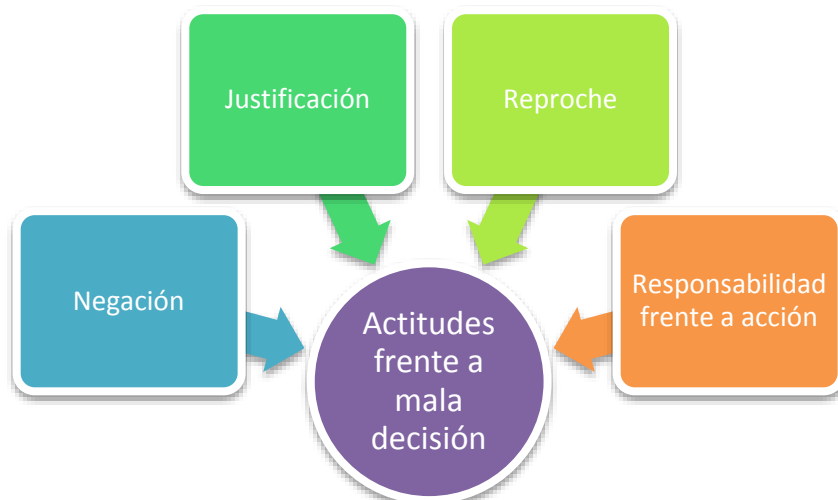 Justificación
Reproche
Negación
Responsabilidad
frente a acción
Actitudes
frente a
mala
decisión